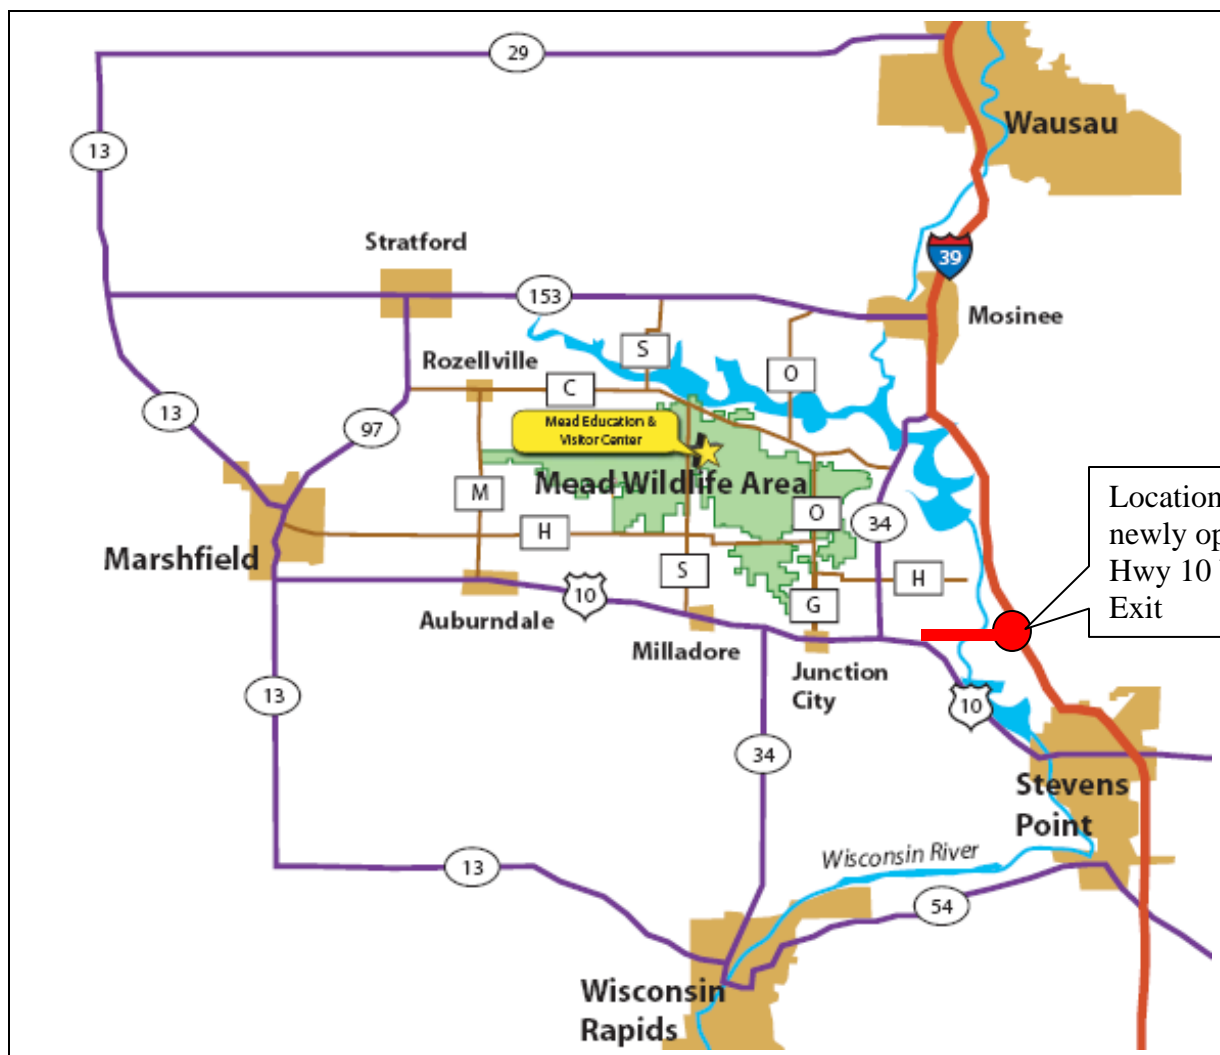 29
Wausau
13
Stratford
39
153
Mosinee
Rozellville
S
O
C
13
97
Mead Education &
Visitor Center
Mead Wildlife Area
M
O
34
Location
newly op
Hwy 10
Exit
H
Marshfield
S
H
10
G
Auburndale
Milladore
Junction
City
13
10
34
Stevens
Point
Wisconsin River
13
54
Wisconsin
Rapids